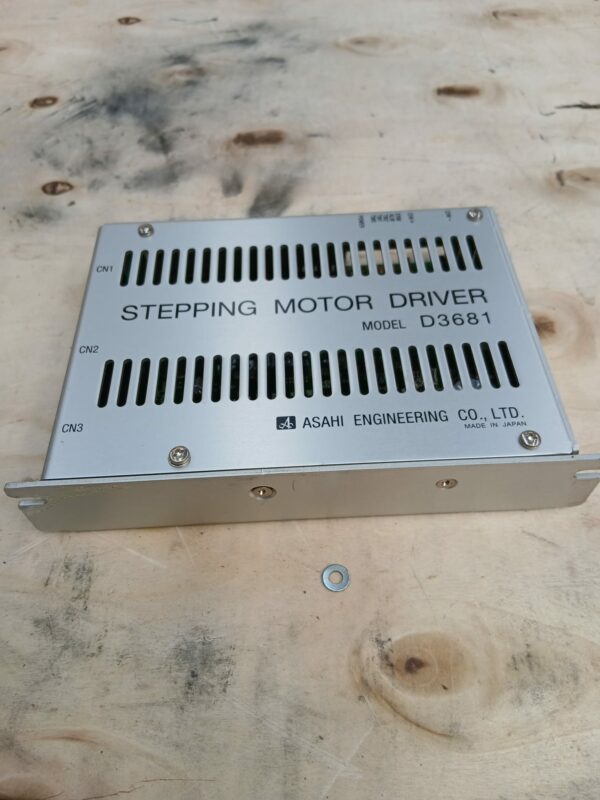 CN1
STEPPING MOTOR DRIVER
MODEL D3681
CN2
CN3
ASAHI ENGINEERING CO., LTD.
MADE IN JAPAN